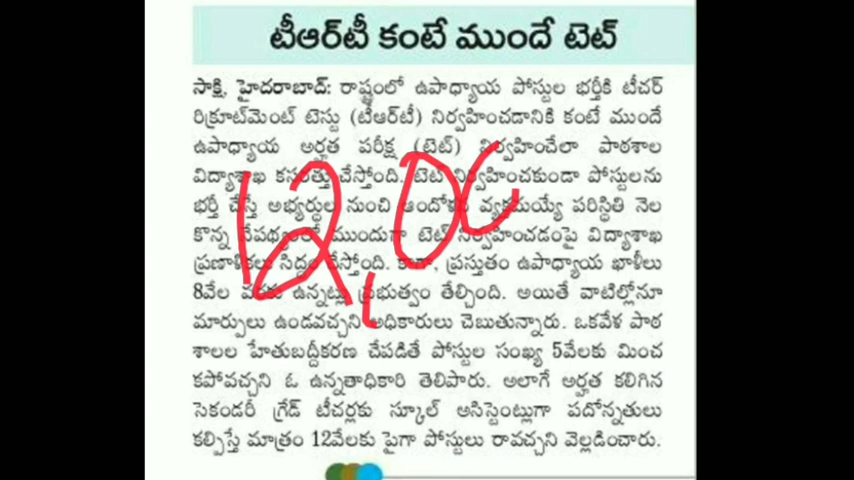 టీఆర్‌టీ కంటే ముందే టెట్
సాక్షి, హైదరాబాద్: రాష్ట్రంలో ఉపాధ్యాయ పోస్టుల భర్తీకి టీచర్
రిక్రూట్‌మెంట్ టెస్టు (టీఆర్‌టీ) నిర్వహించడానికి కంటే ముందే
ఉపాధ్యాయ అర్హత పరీక్ష (టెట్) నిర్వహించేలా పాఠశాల
విద్యాశాఖ కసరత్తు చేస్తోంది. టెట్ నిర్వహించకుండా పోస్టులను
భర్తీ చేస్తే అభ్యర్థుల నుంచి ఆందోళన వ్యక్తమయ్యే పరిస్థితి నెల
కొన్న నేపథ్యంలో ముందుగా టెట్ నిర్వహించడంపై విద్యాశాఖ
ప్రణాళికలు సిద్ధం చేస్తోంది. కాగా, ప్రస్తుతం ఉపాధ్యాయ ఖాళీలు
8వేల వరకు ఉన్నట్లు ప్రభుత్వం తేల్చింది. అయితే వాటిల్లోనూ
మార్పులు ఉండవచ్చని అధికారులు చెబుతున్నారు. ఒకవేళ పాఠ
శాలల హేతుబద్దీకరణ చేపడితే పోస్టుల సంఖ్య 5వేలకు మించ
కపోవచ్చని ఓ ఉన్నతాధికారి తెలిపారు. అలాగే అర్హత కలిగిన
సెకండరీ గ్రేడ్ టీచర్లకు స్కూల్ అసిస్టెంట్లుగా పదోన్నతులు
కల్పిస్తే మాత్రం 12వేలకు పైగా పోస్టులు రావచ్చని వెల్లడించారు.
12,00